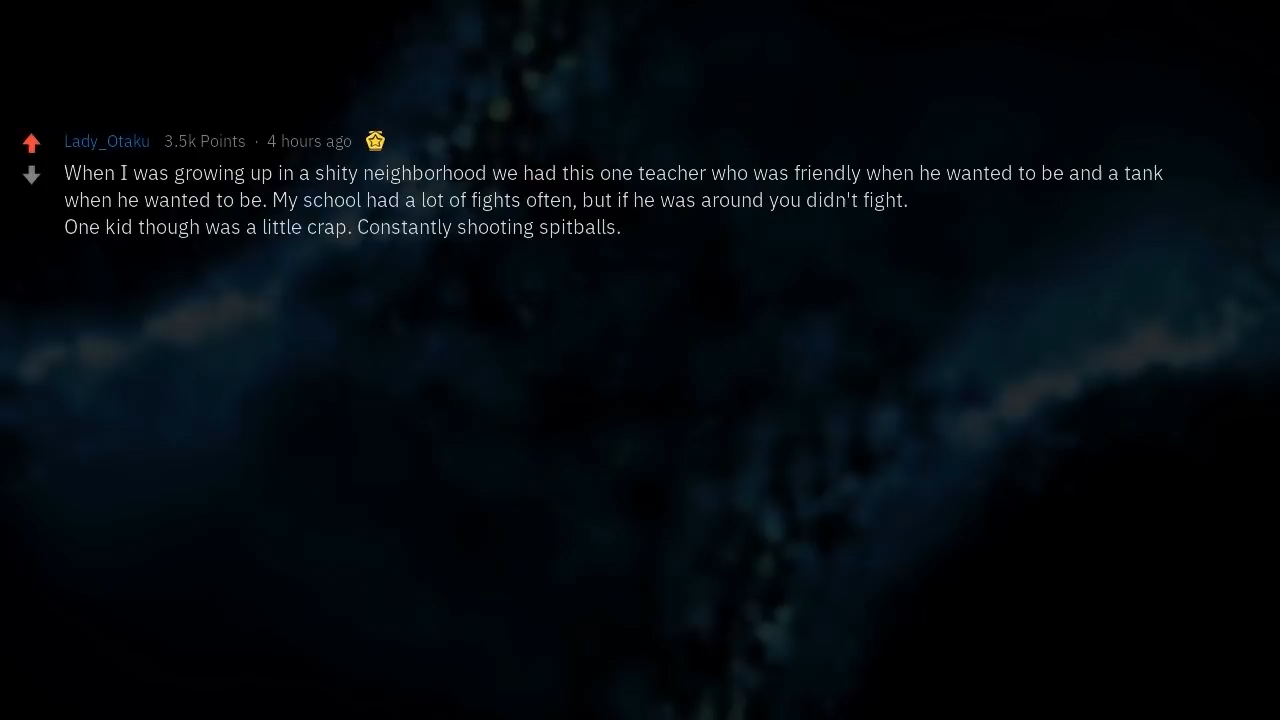 Lady_Otaku 3.5k Points · 4 hours ago
When I was growing up in a shity neighborhood we had this one teacher who was friendly when he wanted to be and a tank
when he wanted to be. My school had a lot of fights often, but if he was around you didn't fight.
One kid though was a little crap. Constantly shooting spitballs.